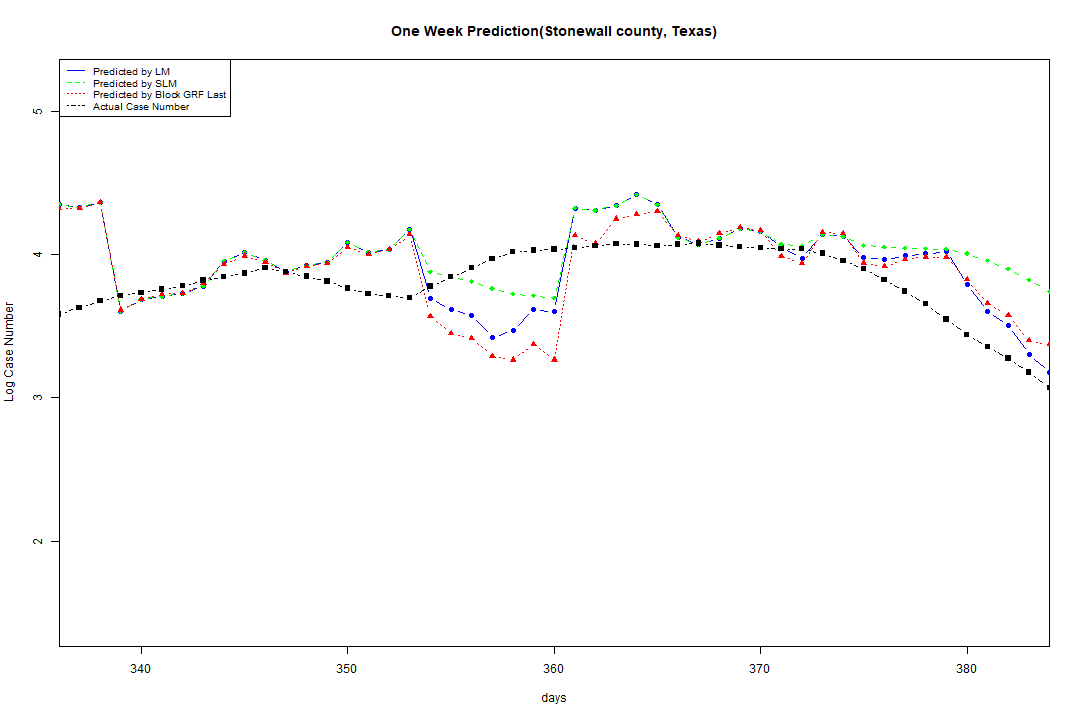 One Week Prediction(Stonewall county, Texas)
Predicted by LM
Predicted by SLM
Predicted by Block GRF Last
Actual Case Number
5
4
3
2
Log Case Number
340 350 360 370 380
days